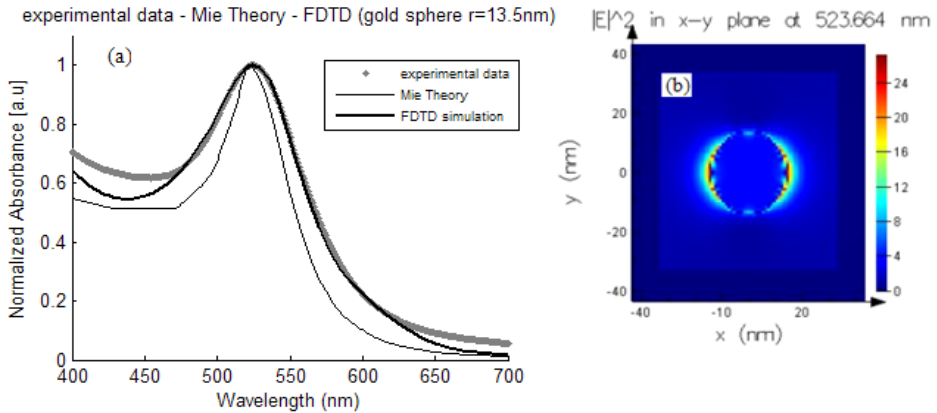 experimental data - Mie Theory - FDTD (gold sphere r=13.5nm)
(a)
experimental data
Mie Theory
FDTD simulation
Normalized Absorbance [a.u]
1
0.8
0.6
0.4
0.2
0
400
450
500
550
600
650
700
Wavelength (nm)
|E|^2 in x-y plane at 523.664 nm
(b)
y (nm)
40
20
0
-20
-40
-40
-10
20
x (nm)
24
20
16
12
8
4
0